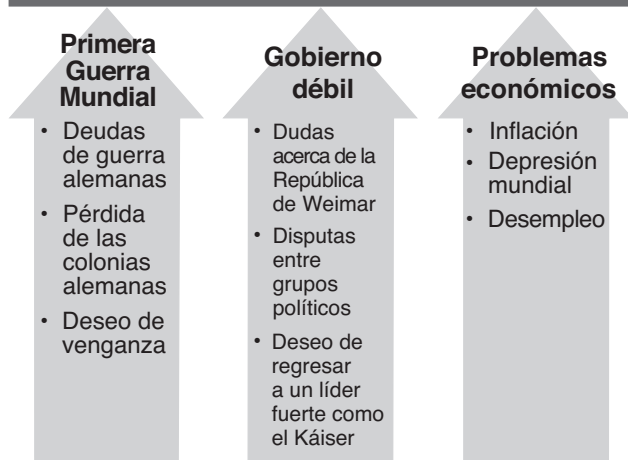 Primera
Guerra
Mundial
• Deudas
de guerra
alemanas
• Pérdida
de las
colonias
alemanas
• Deseo de
venganza
Gobierno
débil
• Dudas
acerca de la
República
de Weimar
• Disputas
entre
grupos
políticos
• Deseo de
regresar
a un líder
fuerte como
el Káiser
Problemas
económicos
• Inflación
• Depresión
mundial
• Desempleo